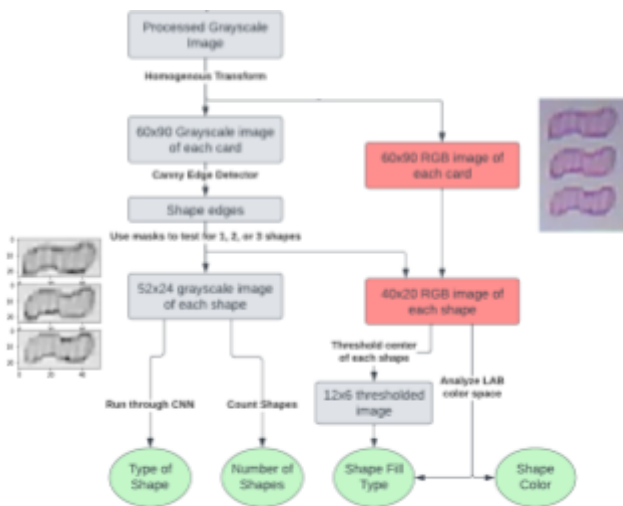 Processed Grayscale
Image
Homogenous Transform
60x90 Grayscale image
of each card
60x90 RGB image of
each card
Canny Edge Detector
Shape edges
Use masks to test for 1, 2, or 3 shapes
52x24 grayscale image
of each shape
40x20 RGB image of
each shape
Threshold center
of each shape
Analyze LAB
color space
12x6 thresholded
image
Run through CNN
Count Shapes
Type of
Shape
Number of
Shapes
Shape Fill
Type
Shape
Color
0
20
40